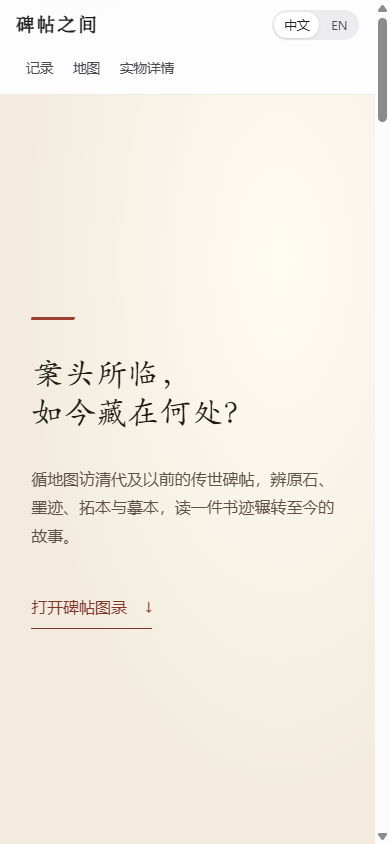 碑帖之间
中文 EN
记录 地图 实物详情
案头所临，
如今藏在何处？
循地图访清代及以前的传世碑帖，辨原石、
墨迹、拓本与摹本，读一件书迹辗转至今的
故事。
打开碑帖图录 ↓